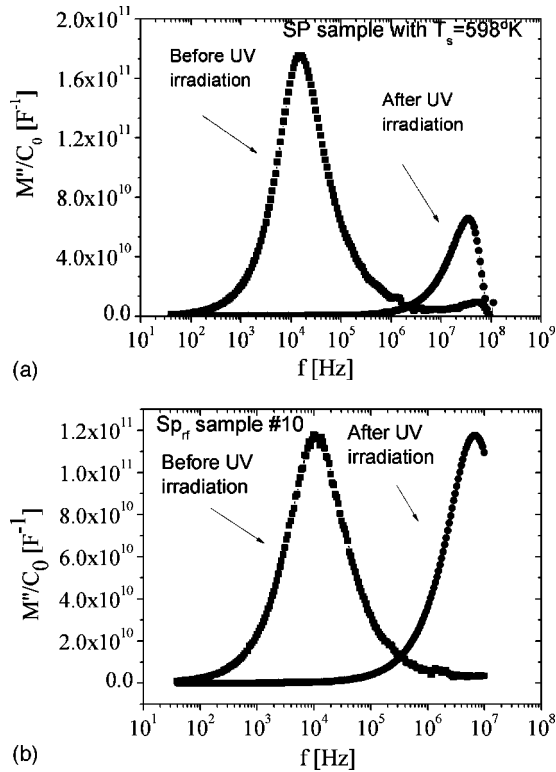 SP sample with Tₛ=598ºK
Before UV
irradiation
After UV
irradiation
2.0x10¹¹
1.6x10¹¹
1.2x10¹¹
8.0x10¹⁰
4.0x10¹⁰
0.0
M''/C₀ [F⁻¹]
10¹ 10² 10³ 10⁴ 10⁵ 10⁶ 10⁷ 10⁸ 10⁹
f [Hz]
(a)
Sp_rf sample #10
Before UV
irradiation
After UV
irradiation
1.2x10¹¹
1.0x10¹¹
8.0x10¹⁰
6.0x10¹⁰
4.0x10¹⁰
2.0x10¹⁰
0.0
M''/C₀ [F⁻¹]
10¹ 10² 10³ 10⁴ 10⁵ 10⁶ 10⁷ 10⁸
f [Hz]
(b)